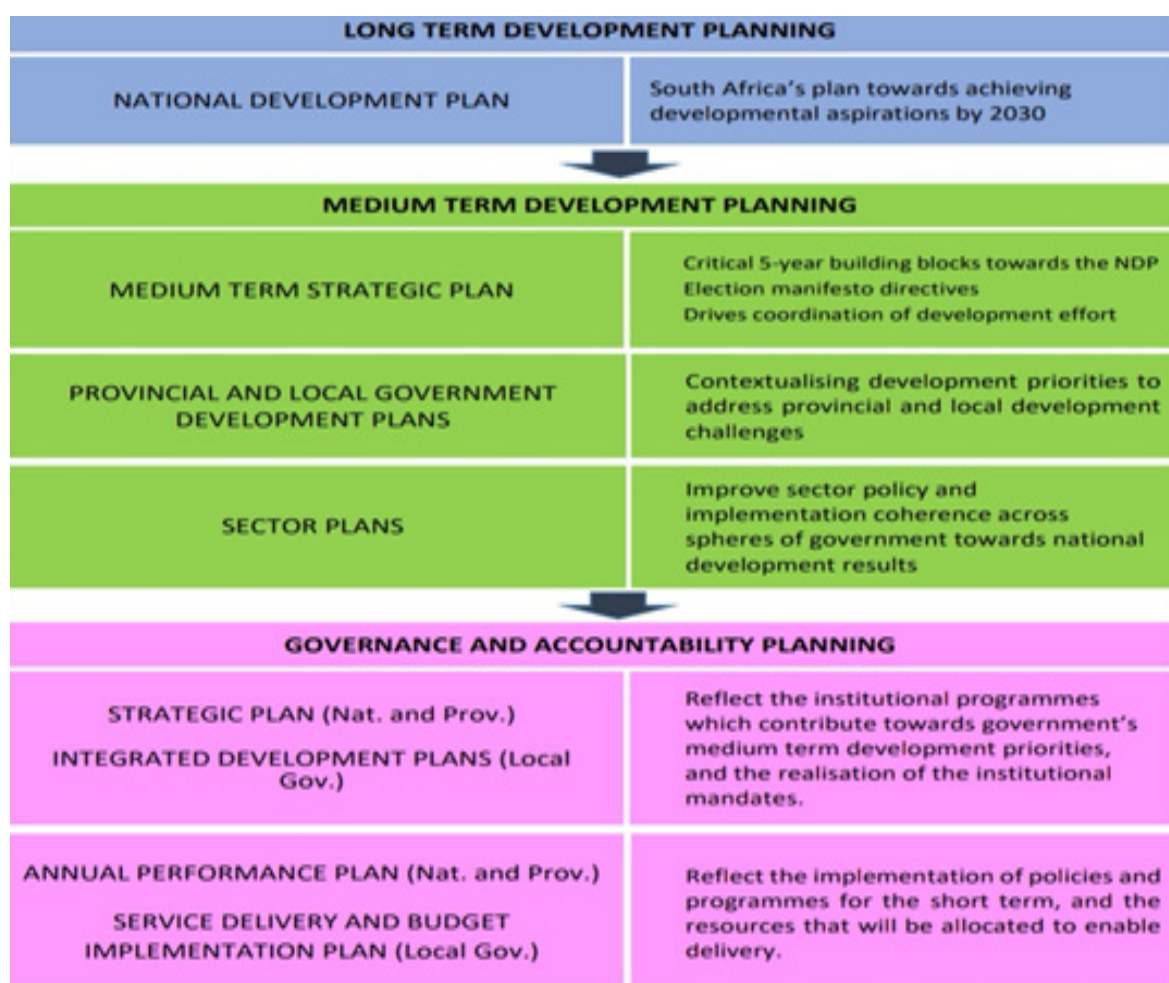 LONG TERM DEVELOPMENT PLANNING
NATIONAL DEVELOPMENT PLAN
South Africa's plan towards achieving
developmental aspirations by 2030
MEDIUM TERM DEVELOPMENT PLANNING
MEDIUM TERM STRATEGIC PLAN
Critical 5-year building blocks towards the NDP
Election manifesto directives
Drives coordination of development effort
PROVINCIAL AND LOCAL GOVERNMENT
DEVELOPMENT PLANS
Contextualising development priorities to
address provincial and local development
challenges
SECTOR PLANS
Improve sector policy and
implementation coherence across
spheres of government towards national
development results
GOVERNANCE AND ACCOUNTABILITY PLANNING
STRATEGIC PLAN (Nat. and Prov.)
INTEGRATED DEVELOPMENT PLANS (Local
Gov.)
Reflect the institutional programmes
which contribute towards government's
medium term development priorities,
and the realisation of the institutional
mandates.
ANNUAL PERFORMANCE PLAN (Nat. and Prov.)
SERVICE DELIVERY AND BUDGET
IMPLEMENTATION PLAN (Local Gov.)
Reflect the implementation of policies and
programmes for the short term, and the
resources that will be allocated to enable
delivery.